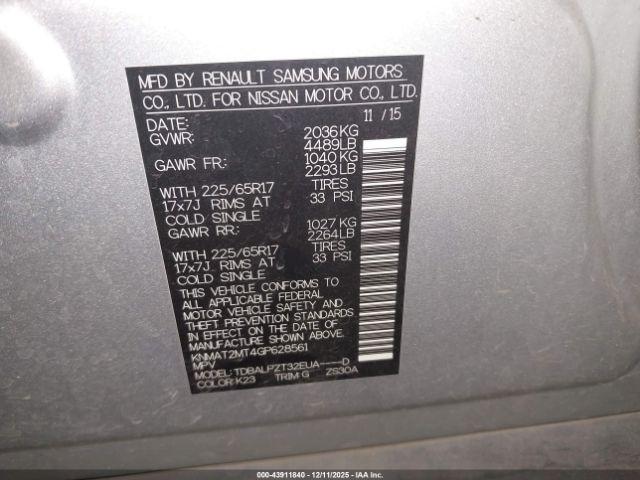 MFD BY RENAULT SAMSUNG MOTORS
CO., LTD. FOR NISSAN MOTOR CO., LTD.
DATE: 11 / 15
GVWR: 2036KG
4489LB
GAWR FR: 1040 KG
2293LB
WITH 225/65R17 TIRES
17x7J RIMS AT 33 PSI
COLD SINGLE
GAWR RR: 1027 KG
2264LB
WITH 225/65R17 TIRES
17x7J RIMS AT 33 PSI
COLD SINGLE
THIS VEHICLE CONFORMS TO
ALL APPLICABLE FEDERAL
MOTOR VEHICLE SAFETY AND
THEFT PREVENTION STANDARDS
IN EFFECT ON THE DATE OF
MANUFACTURE SHOWN ABOVE.
KNMAT2MT4GP628561
MPV
MODEL: TDBALPZT32EUA----D
COLOR:K23 TRIM:G ZS30A
000-43911840 - 12/11/2025 - IAA, Inc.